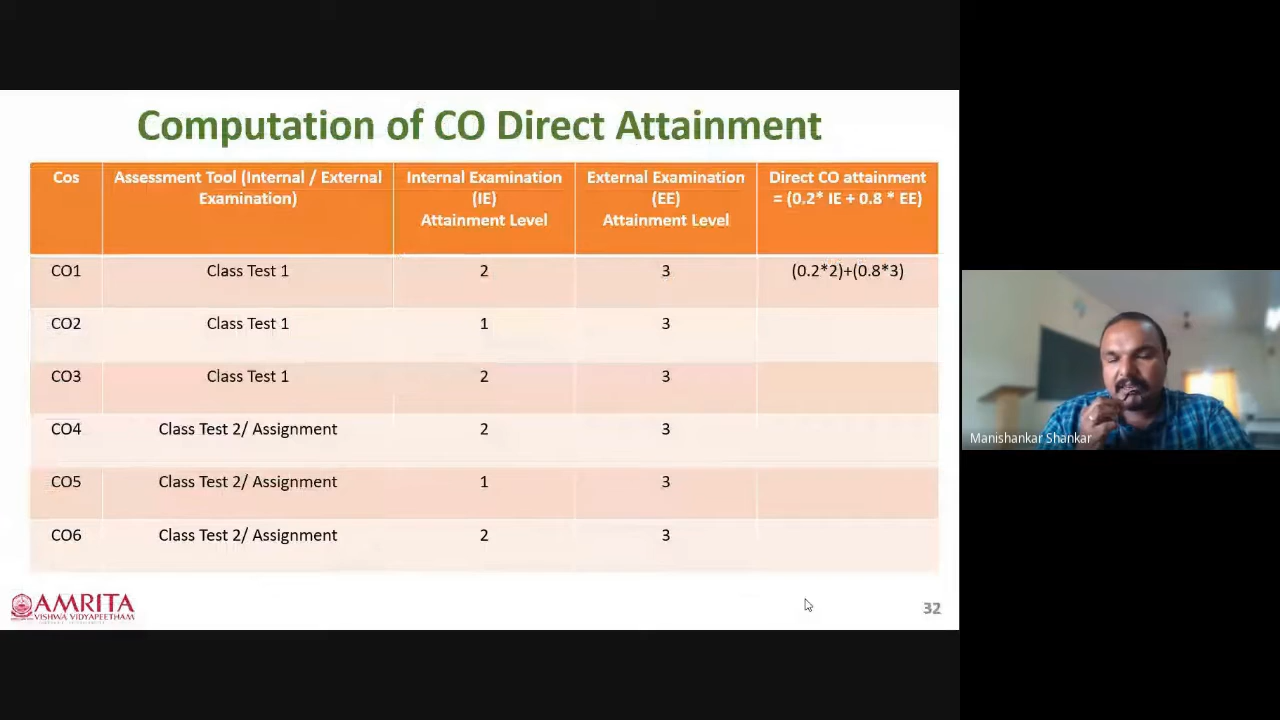 Computation of CO Direct Attainment
Cos
Assessment Tool (Internal / External
Examination)
Internal Examination
(IE)
Attainment Level
External Examination
(EE)
Attainment Level
Direct CO attainment
= (0.2* IE + 0.8 * EE)
CO1 Class Test 1 2 3 (0.2*2)+(0.8*3)
CO2 Class Test 1 1 3
CO3 Class Test 1 2 3
CO4 Class Test 2/ Assignment 2 3
CO5 Class Test 2/ Assignment 1 3
CO6 Class Test 2/ Assignment 2 3
AMRITA
VISHWA VIDYAPEETHAM
32
Manishankar Shankar